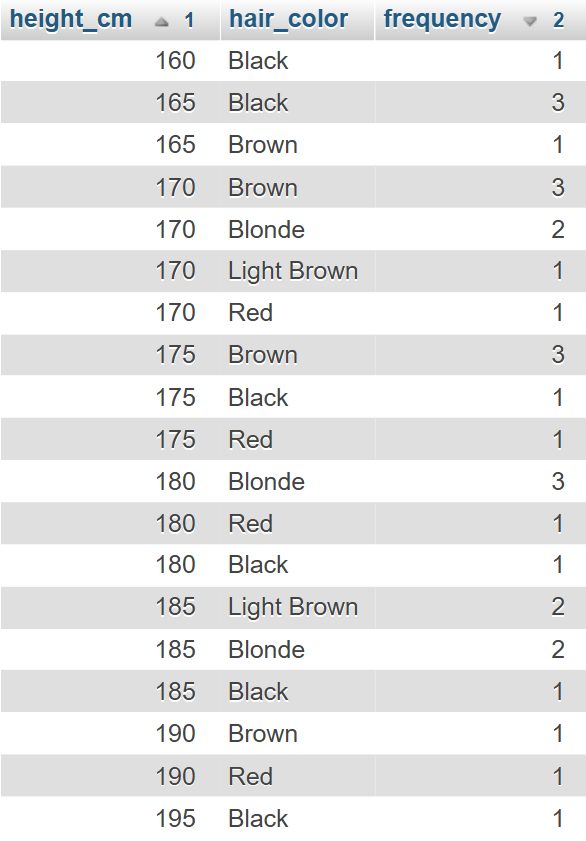 height_cm 1 hair_color frequency 2
160 Black 1
165 Black 3
165 Brown 1
170 Brown 3
170 Blonde 2
170 Light Brown 1
170 Red 1
175 Brown 3
175 Black 1
175 Red 1
180 Blonde 3
180 Red 1
180 Black 1
185 Light Brown 2
185 Blonde 2
185 Black 1
190 Brown 1
190 Red 1
195 Black 1